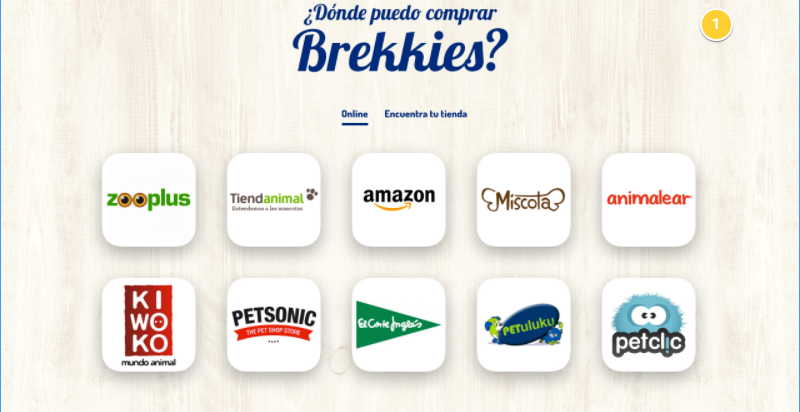 ¿Dónde puedo comprar
Brekkies?
1
Online
Encuentra tu tienda
zooplus
Tiendanimal
Entendemos a las mascotas
amazon
Miscota
animalear
KI
WO
KO
mundo animal
PETSONIC
THE PET SHOP STORE
El Corte Inglés
PETuluku
petclic